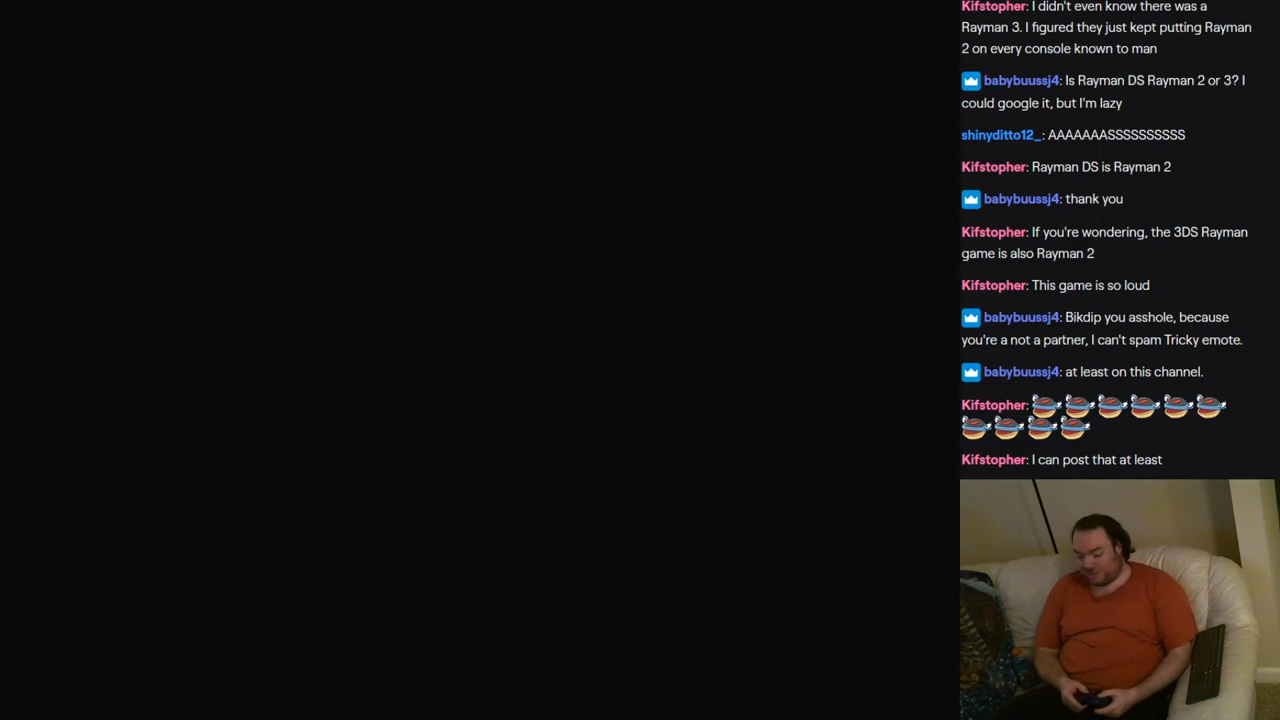 Kifstopher: I didn't even know there was a
Rayman 3. I figured they just kept putting Rayman
2 on every console known to man
babybuussj4: Is Rayman DS Rayman 2 or 3? I
could google it, but I'm lazy
shinyditto12_: AAAAAAASSSSSSSSSS
Kifstopher: Rayman DS is Rayman 2
babybuussj4: thank you
Kifstopher: If you're wondering, the 3DS Rayman
game is also Rayman 2
Kifstopher: This game is so loud
babybuussj4: Bikdip you asshole, because
you're a not a partner, I can't spam Tricky emote.
babybuussj4: at least on this channel.
Kifstopher:
Kifstopher: I can post that at least